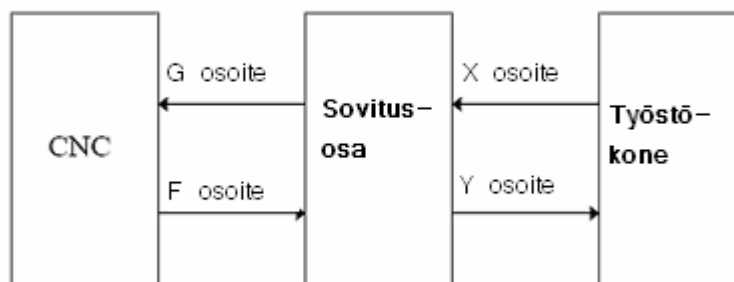 G osoite
X osoite
CNC
Sovitus-
osa
Työstö-
kone
F osoite
Y osoite